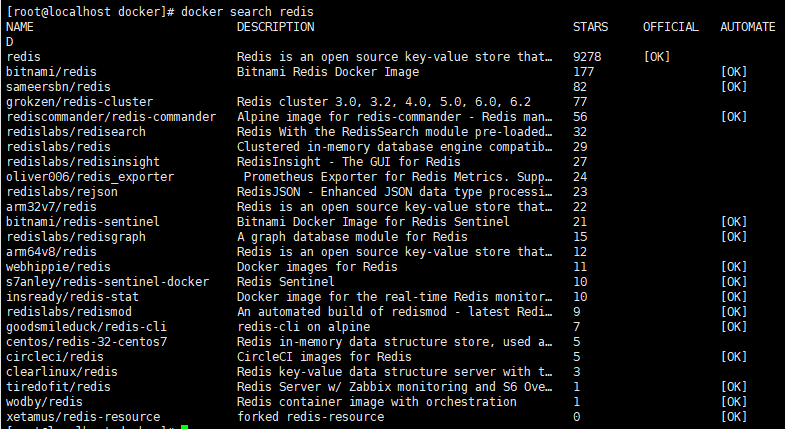 [root@localhost docker]# docker search redis
NAME DESCRIPTION STARS OFFICIAL AUTOMATE
D
redis Redis is an open source key-value store that… 9278 [OK]
bitnami/redis Bitnami Redis Docker Image 177 [OK]
sameersbn/redis 82 [OK]
grokzen/redis-cluster Redis cluster 3.0, 3.2, 4.0, 5.0, 6.0, 6.2 77
rediscommander/redis-commander Alpine image for redis-commander - Redis man… 56 [OK]
redislabs/redisearch Redis With the RedisSearch module pre-loaded… 32
redislabs/redis Clustered in-memory database engine compatib… 29
redislabs/redisinsight RedisInsight - The GUI for Redis 27
oliver006/redis_exporter Prometheus Exporter for Redis Metrics. Supp… 24
redislabs/rejson RedisJSON - Enhanced JSON data type processi… 23
arm32v7/redis Redis is an open source key-value store that… 22
bitnami/redis-sentinel Bitnami Docker Image for Redis Sentinel 21 [OK]
redislabs/redisgraph A graph database module for Redis 15 [OK]
arm64v8/redis Redis is an open source key-value store that… 12
webhippie/redis Docker images for Redis 11 [OK]
s7anley/redis-sentinel-docker Redis Sentinel 10 [OK]
insready/redis-stat Docker image for the real-time Redis monitor… 10 [OK]
redislabs/redismod An automated build of redismod - latest Redi… 9 [OK]
goodsmileduck/redis-cli redis-cli on alpine 7 [OK]
centos/redis-32-centos7 Redis in-memory data structure store, used a… 5
circleci/redis CircleCI images for Redis 5 [OK]
clearlinux/redis Redis key-value data structure server with t… 3
tiredofit/redis Redis Server w/ Zabbix monitoring and S6 Ove… 1 [OK]
wodby/redis Redis container image with orchestration 1 [OK]
xetamus/redis-resource forked redis-resource 0 [OK]
[root@localhost docker]#